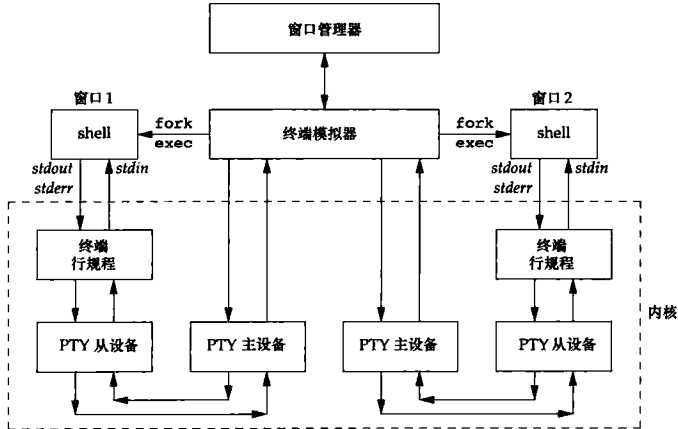 窗口管理器
窗口 1
窗口 2
shell
fork
exec
终端模拟器
fork
exec
shell
stdout
stderr
stdin
stdout
stderr
stdin
终端
行规程
终端
行规程
内核
PTY 从设备
PTY 主设备
PTY 主设备
PTY 从设备